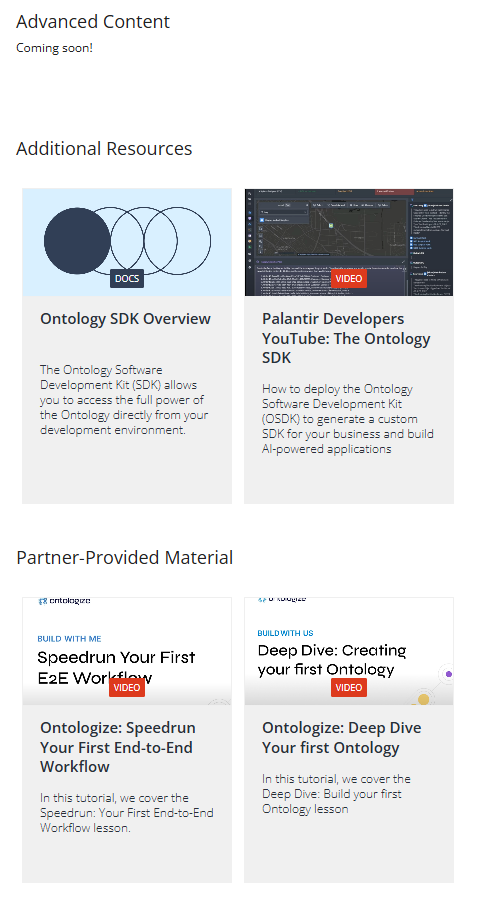 Advanced Content
Coming soon!
Additional Resources
DOCS
Ontology SDK Overview
The Ontology Software
Development Kit (SDK) allows
you to access the full power of
the Ontology directly from your
development environment.
VIDEO
Palantir Developers
YouTube: The Ontology
SDK
How to deploy the Ontology
Software Development Kit
(OSDK) to generate a custom
SDK for your business and build
AI-powered applications
Partner-Provided Material
ontologize
BUILD WITH ME
Speedrun Your First
E2E Workflow
VIDEO
Ontologize: Speedrun
Your First End-to-End
Workflow
In this tutorial, we cover the
Speedrun: Your First End-to-End
Workflow lesson.
ontologize
BUILD WITH US
Deep Dive: Creating
your first Ontology
VIDEO
Ontologize: Deep Dive
Your first Ontology
In this tutorial, we cover the
Deep Dive: Build your first
Ontology lesson